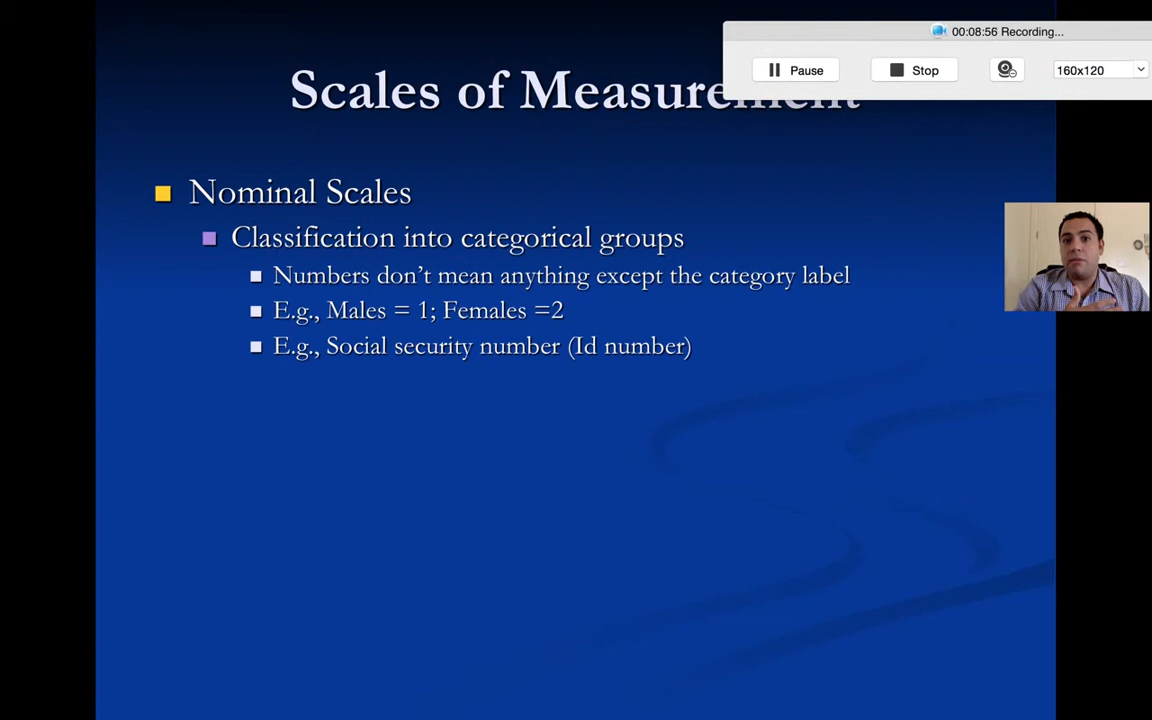 00:08:56 Recording...
Pause
Stop
160x120
Scales of Measurement
Nominal Scales
Classification into categorical groups
Numbers don't mean anything except the category label
E.g., Males = 1; Females =2
E.g., Social security number (Id number)